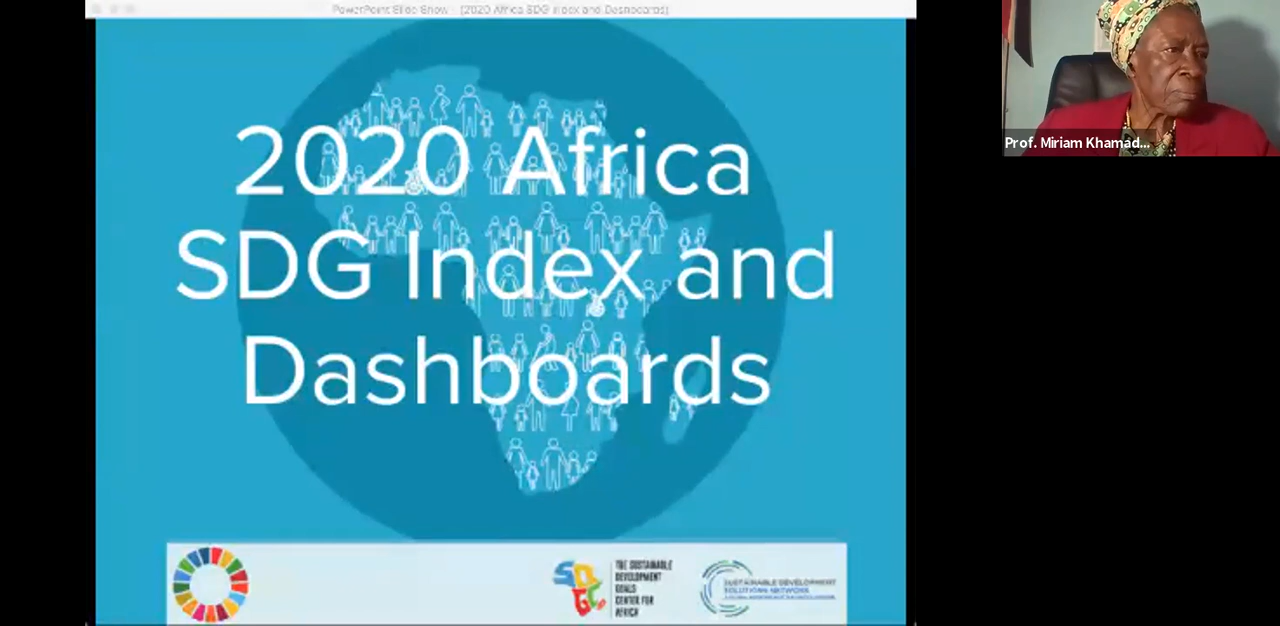 PowerPoint Slide Show - [2020 Africa SDG Index and Dashboards]
2020 Africa
SDG Index and
Dashboards
Prof. Miriam Khamad...
SDGC
THE SUSTAINABLE
DEVELOPMENT
GOALS
CENTER FOR
AFRICA
SUSTAINABLE DEVELOPMENT
SOLUTIONS NETWORK